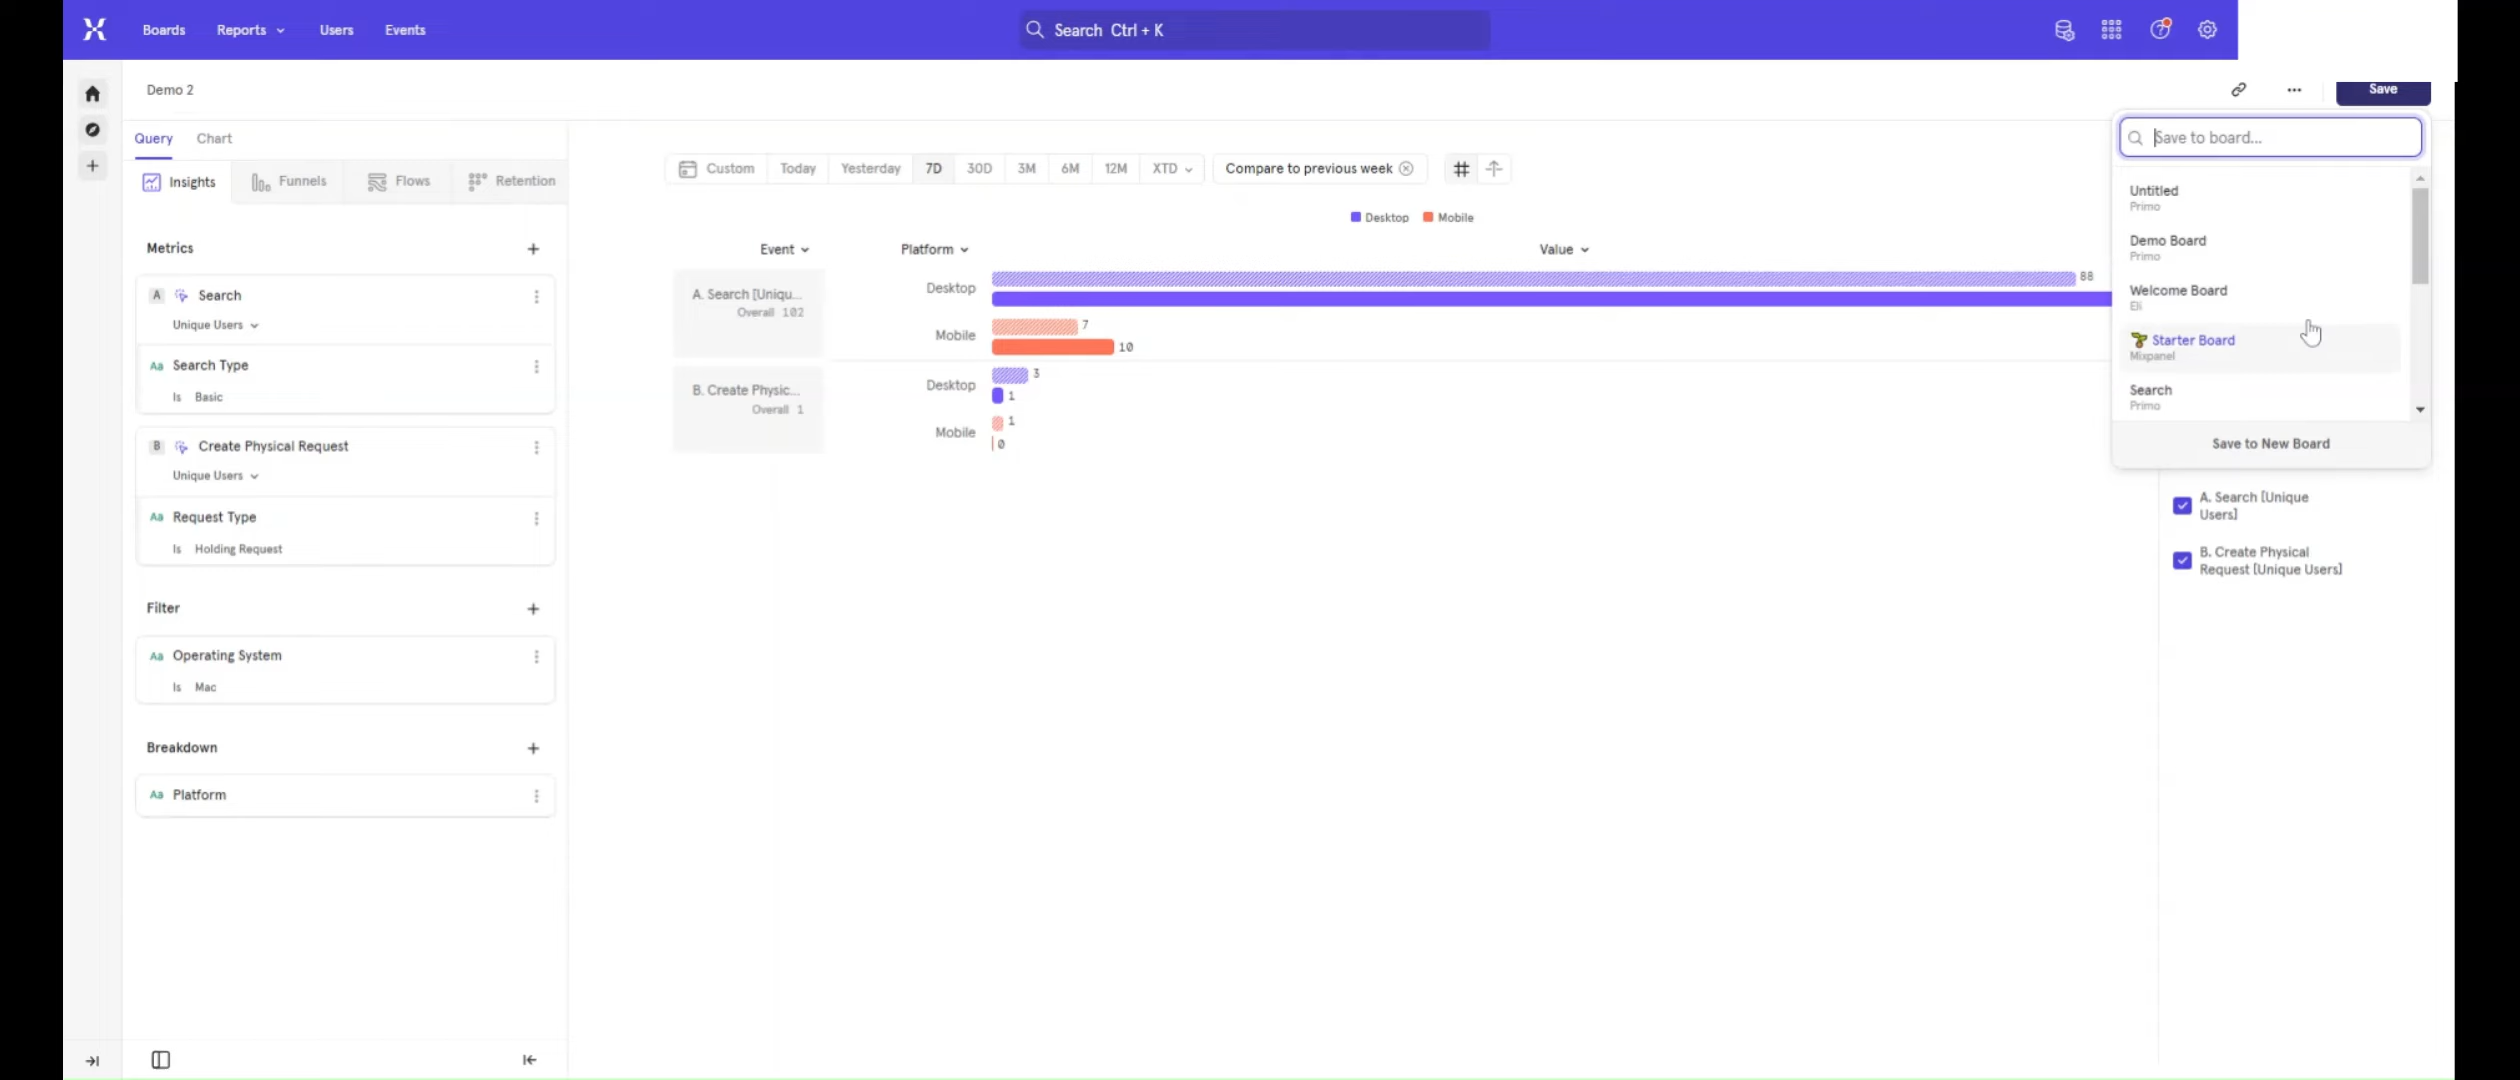 Boards Reports Users Events Search Ctrl + K
Demo 2 Save
Query Chart
Insights Funnels Flows Retention
Metrics
A Search
Unique Users
Aa Search Type
Is Basic
B Create Physical Request
Unique Users
Aa Request Type
Is Holding Request
Filter
Aa Operating System
Is Mac
Breakdown
Aa Platform
Custom Today Yesterday 7D 30D 3M 6M 12M XTD Compare to previous week
Desktop Mobile
Event Platform Value
A. Search [Uniqu...
Overall 102
Desktop 88
Mobile 7
10
B. Create Physic...
Overall 1
Desktop 3
1
Mobile 1
0
Save to board...
Untitled
Primo
Demo Board
Primo
Welcome Board
Eli
Starter Board
Mixpanel
Search
Primo
Save to New Board
A. Search [Unique
Users]
B. Create Physical
Request [Unique Users]